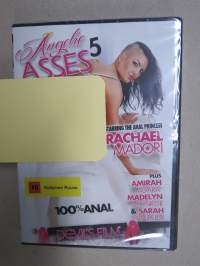 Angelic 5
ASSES
STARRING THE ANAL PRINCESS
RACHAEL
MADORI
PLUS
AMIRAH
MADELYN
& SARAH
100% ANAL
DEVIL'S FILM